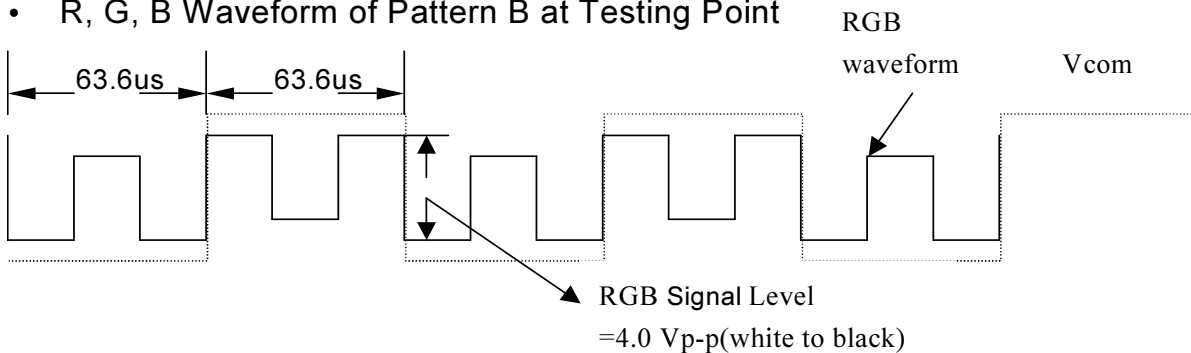 • R, G, B Waveform of Pattern B at Testing Point
RGB
waveform
Vcom
63.6us
63.6us
RGB Signal Level
=4.0 Vp-p(white to black)